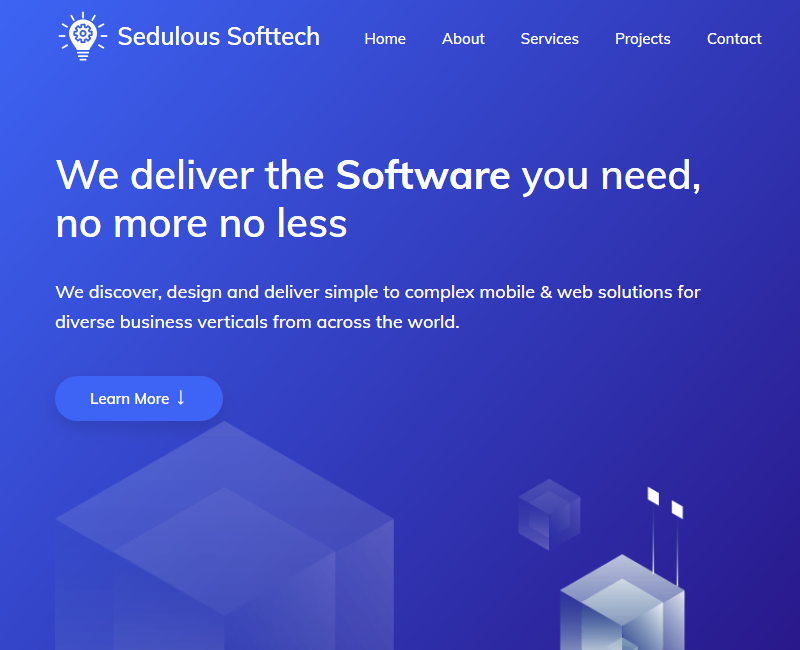 Sedulous Softtech
Home About Services Projects Contact
We deliver the Software you need,
no more no less
We discover, design and deliver simple to complex mobile & web solutions for
diverse business verticals from across the world.
Learn More ↓